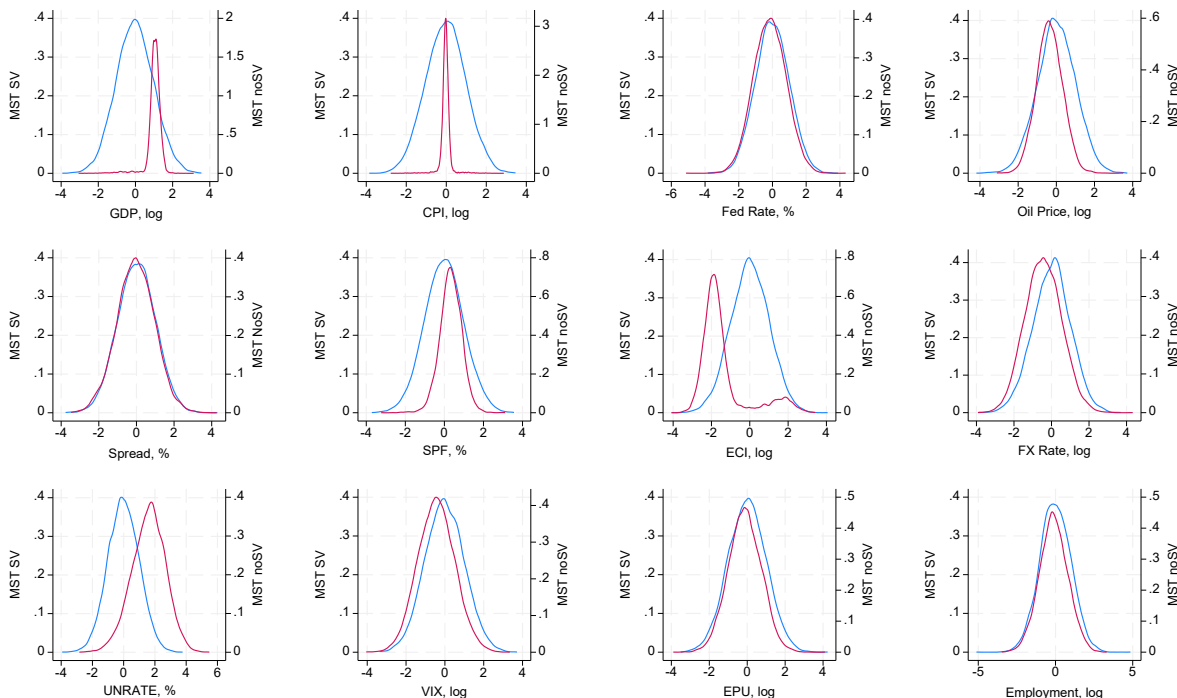 .4
.3
.2
.1
0
MST SV
2
1.5
1
.5
0
MST noSV
-4 -2 0 2 4
GDP, log
.4
.3
.2
.1
0
MST SV
3
2
1
0
MST noSV
-4 -2 0 2 4
CPI, log
.4
.3
.2
.1
0
MST SV
.4
.3
.2
.1
0
MST noSV
-6 -4 -2 0 2 4
Fed Rate, %
.4
.3
.2
.1
0
MST SV
.6
.4
.2
0
MST noSV
-4 -2 0 2 4
Oil Price, log
.4
.3
.2
.1
0
MST SV
.4
.3
.2
.1
0
MST NoSV
-4 -2 0 2 4
Spread, %
.4
.3
.2
.1
0
MST SV
.8
.6
.4
.2
0
MST noSV
-4 -2 0 2 4
SPF, %
.4
.3
.2
.1
0
MST SV
.8
.6
.4
.2
0
MST noSV
-4 -2 0 2 4
ECI, log
.4
.3
.2
.1
0
MST SV
.4
.3
.2
.1
0
MST noSV
-4 -2 0 2 4
FX Rate, log
.4
.3
.2
.1
0
MST SV
.4
.3
.2
.1
0
MST noSV
-4 -2 0 2 4 6
UNRATE, %
.4
.3
.2
.1
0
MST SV
.4
.2
0
MST noSV
-4 -2 0 2 4
VIX, log
.4
.3
.2
.1
0
MST SV
.5
.4
.3
.2
.1
0
MST noSV
-4 -2 0 2 4
EPU, log
.4
.3
.2
.1
0
MST SV
.5
.4
.3
.2
.1
0
MST noSV
-5 0 5
Employment, log